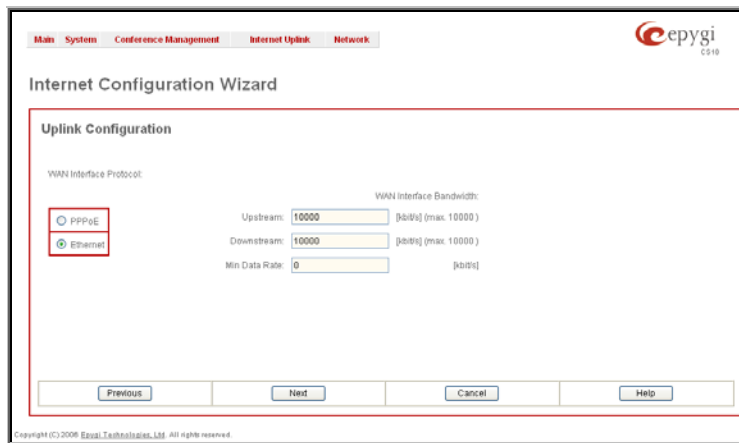 Main System Conference Management Internet Uplink Network
epygi
CS10
Internet Configuration Wizard
Uplink Configuration
WAN Interface Protocol:
WAN Interface Bandwidth:
PPPoE
Upstream: 10000 [kbit/s] (max. 10000 )
Ethernet
Downstream: 10000 [kbit/s] (max. 10000 )
Min Data Rate: 0 [kbit/s]
Previous Next Cancel Help
Copyright (C) 2006 Epygi Technologies, Ltd. All rights reserved.